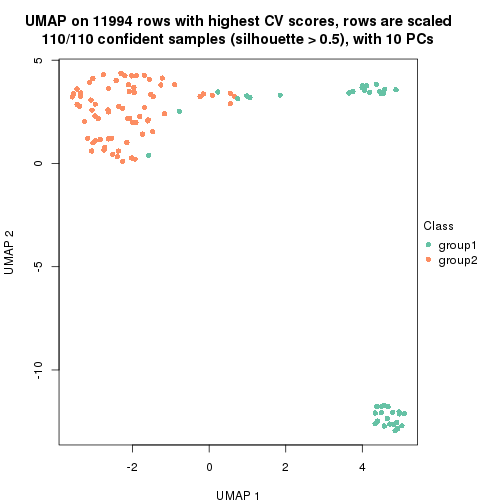 UMAP on 11994 rows with highest CV scores, rows are scaled
110/110 confident samples (silhouette > 0.5), with 10 PCs
5
0
-5
-10
UMAP 2
-2
0
2
4
UMAP 1
Class
group1
group2